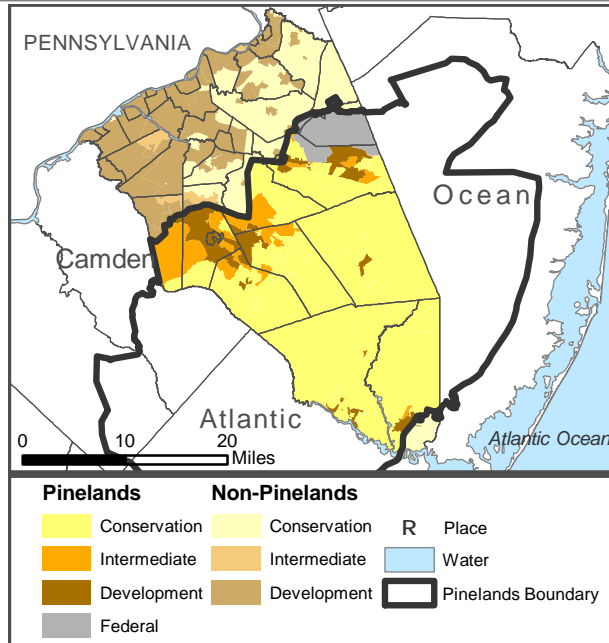 PENNSYLVANIA
Ocean
Camden
Atlantic
Atlantic Ocean
0 10 20
Miles
Pinelands Non-Pinelands
Conservation Conservation R Place
Intermediate Intermediate Water
Development Development Pinelands Boundary
Federal